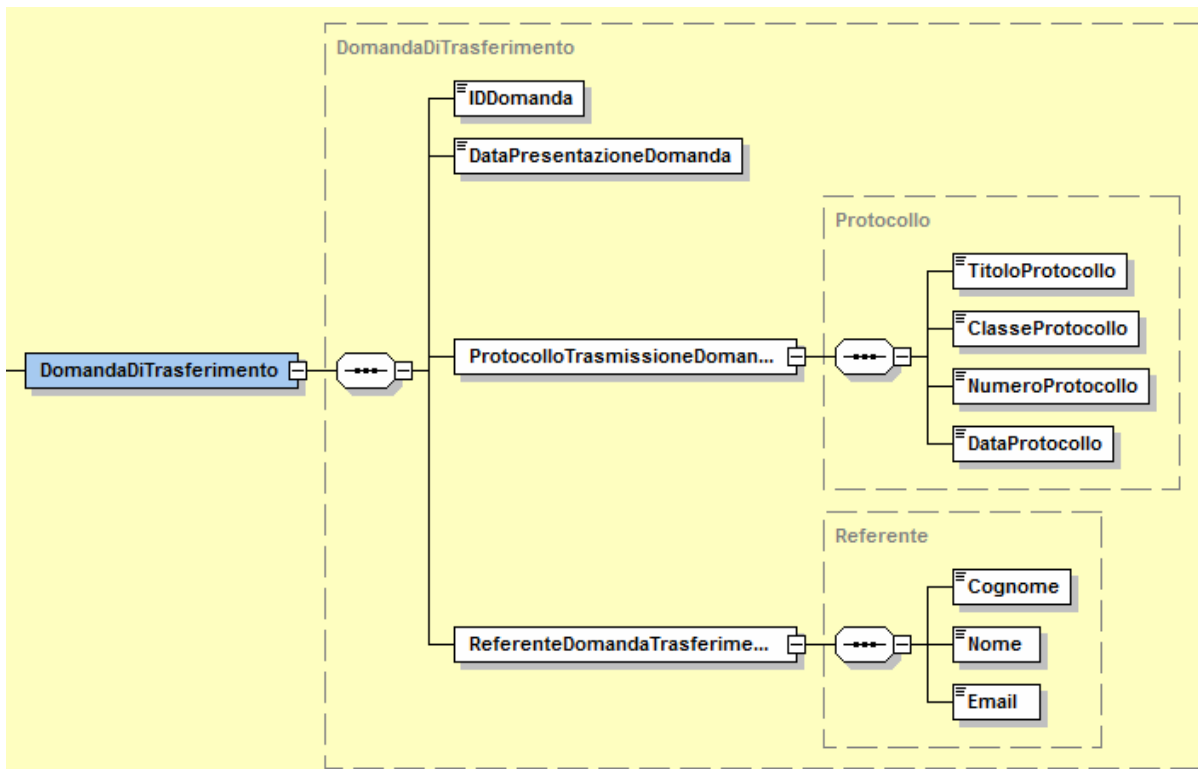 DomandaDiTrasferimento
IDDomanda
DataPresentazioneDomanda
Protocollo
TitoloProtocollo
ClasseProtocollo
DomandaDiTrasferimento
ProtocolloTrasmissioneDoman...
NumeroProtocollo
DataProtocollo
Referente
Cognome
ReferenteDomandaTrasferime...
Nome
Email